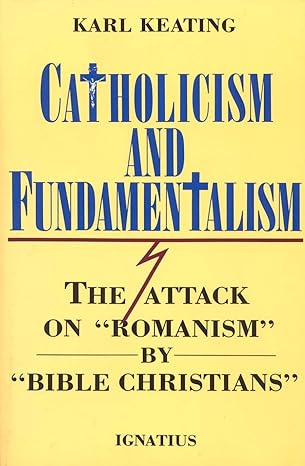 KARL KEATING
CATHOLICISM
AND
FUNDAMENTALISM
THE ATTACK
ON “ROMANISM”
BY
“BIBLE CHRISTIANS”
IGNATIUS